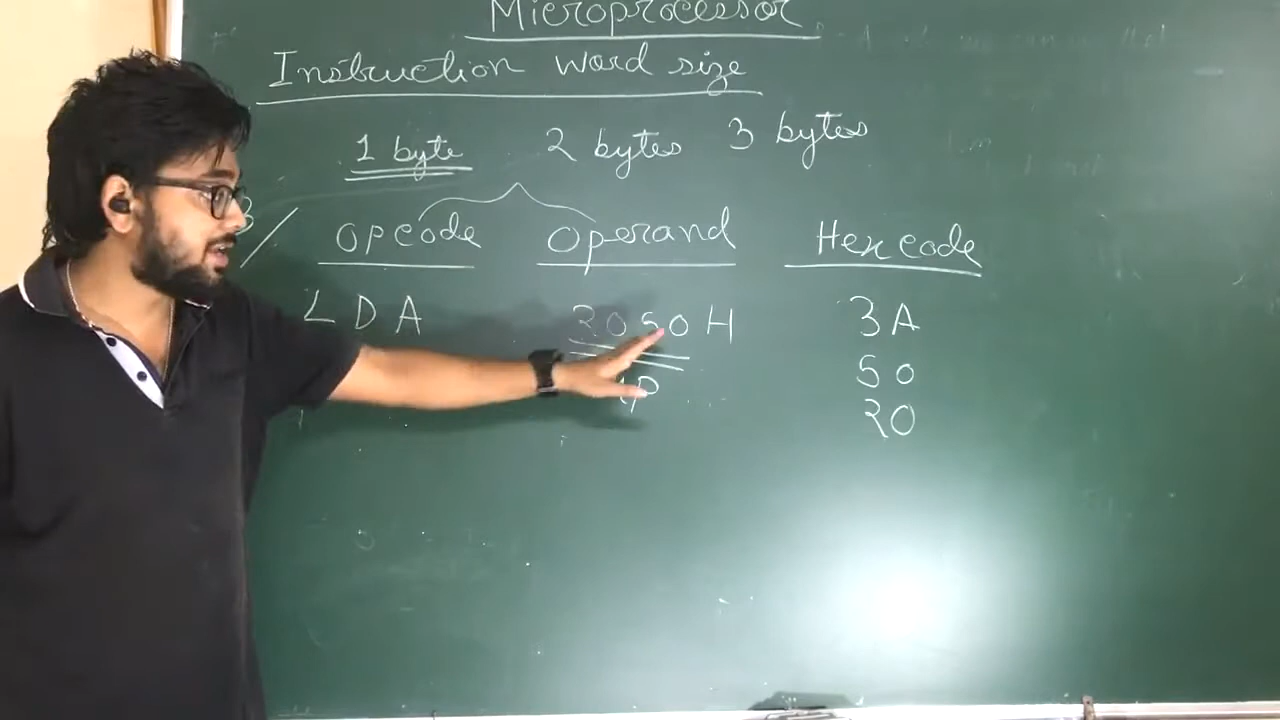 Microprocessor
Instruction word size
1 byte 2 bytes 3 bytes
3/ Opcode Operand Hex code
LDA 2050H 3A
50
20